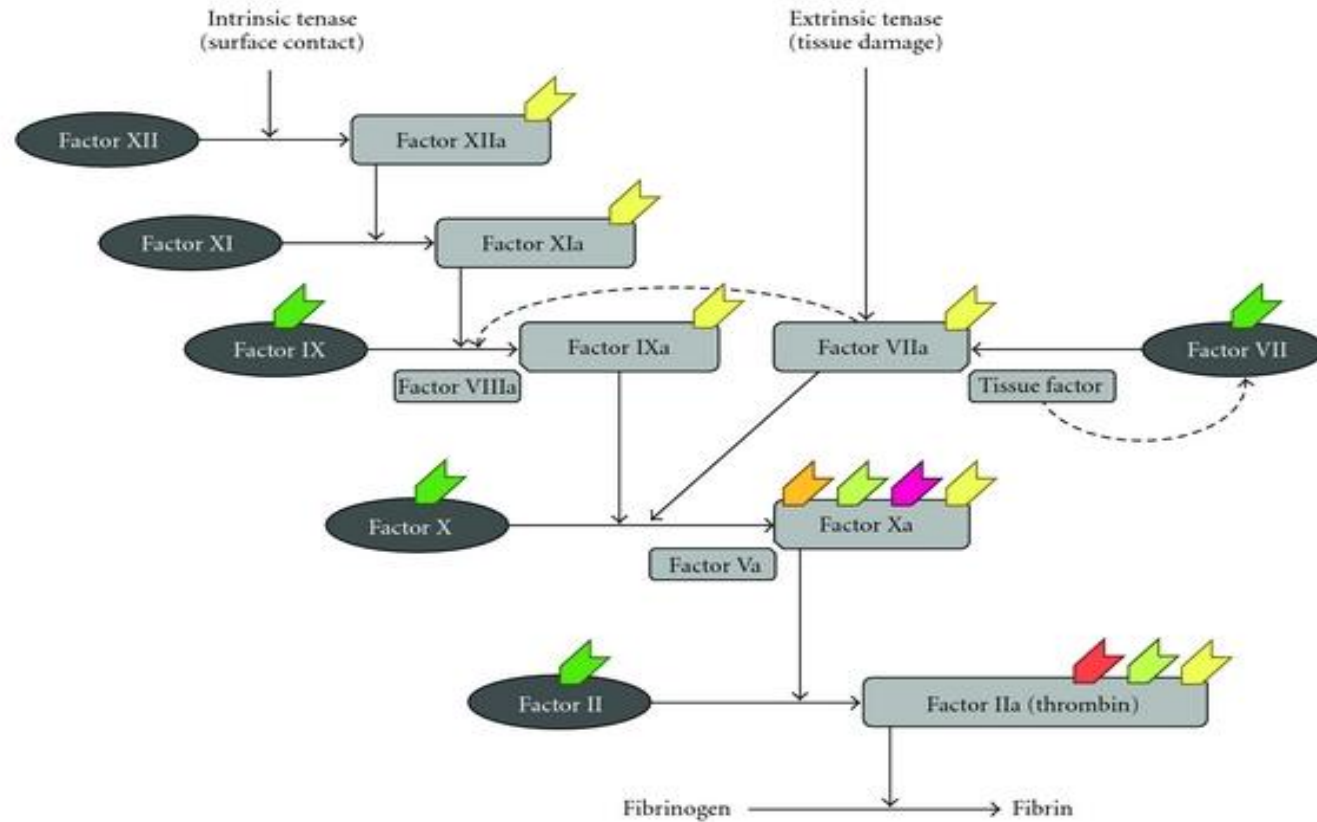 Intrinsic tenase
(surface contact)
Extrinsic tenase
(tissue damage)
Factor XII
Factor XIIa
Factor XI
Factor XIa
Factor IX
Factor IXa
Factor VIIa
Factor VII
Factor VIIIa
Tissue factor
Factor X
Factor Xa
Factor Va
Factor II
Factor IIa (thrombin)
Fibrinogen
Fibrin